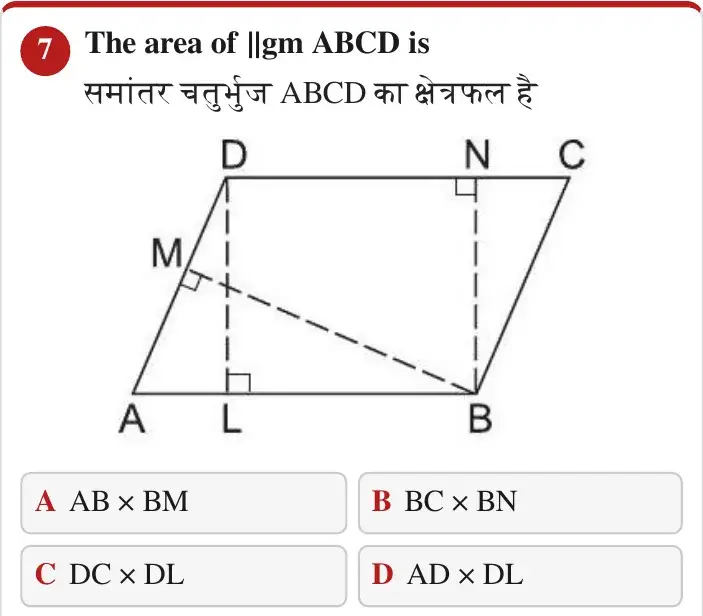 7 The area of ||gm ABCD is
समांतर चतुर्भुज ABCD का क्षेत्रफल है
D N C
M
A L B
A AB × BM
B BC × BN
C DC × DL
D AD × DL